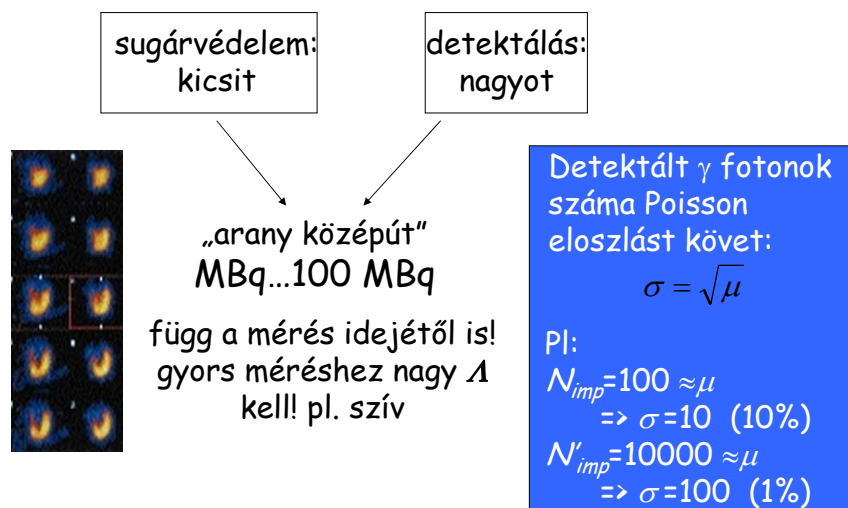 sugárvédelem:
kicsit
detektálás:
nagyot
„arany középút”
MBq…100 MBq
függ a mérés idejétől is!
gyors méréshez nagy Λ
kell! pl. szív
Detektált γ fotonok
száma Poisson
eloszlást követ:
σ = √μ
Pl:
N_imp=100 ≈μ
=> σ=10 (10%)
N'_imp=10000 ≈μ
=> σ=100 (1%)